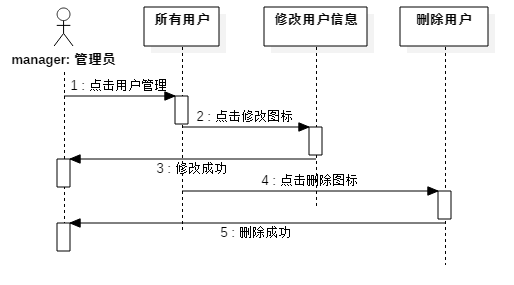 所有用户
修改用户信息
删除用户
manager: 管理员
1 : 点击用户管理
2 : 点击修改图标
3 : 修改成功
4 : 点击删除图标
5 : 删除成功